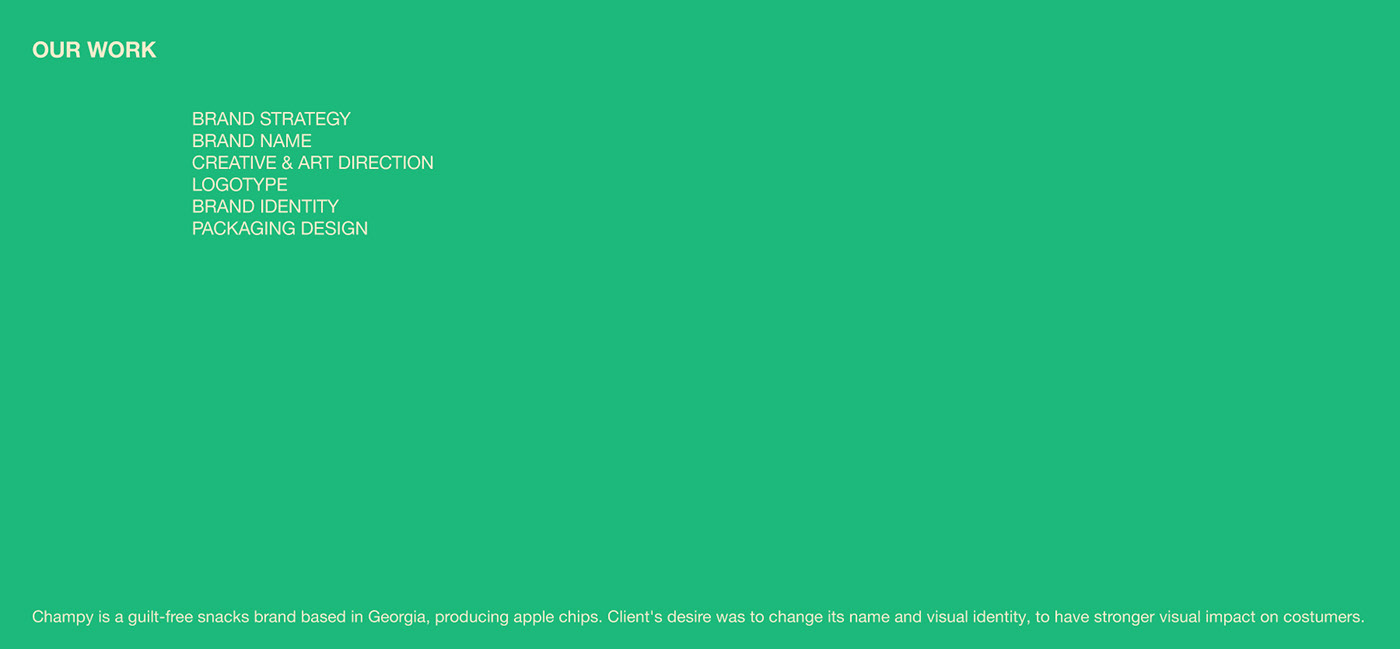 OUR WORK
BRAND STRATEGY
BRAND NAME
CREATIVE & ART DIRECTION
LOGOTYPE
BRAND IDENTITY
PACKAGING DESIGN
Champy is a guilt-free snacks brand based in Georgia, producing apple chips. Client's desire was to change its name and visual identity, to have stronger visual impact on costumers.